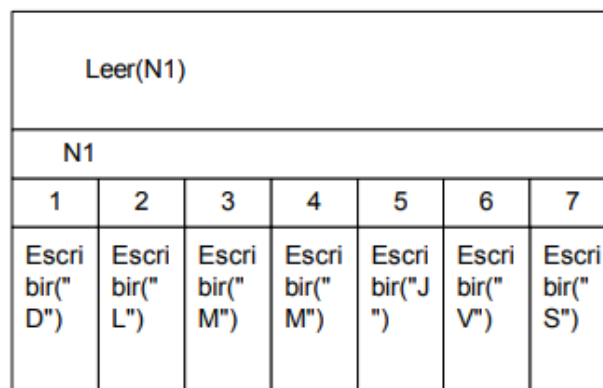 Leer(N1)
N1
1 2 3 4 5 6 7
Escri Escri Escri Escri Escri Escri Escri
bir(" bir(" bir(" bir(" bir("J bir(" bir("
D") L") M") M") ") V") S")